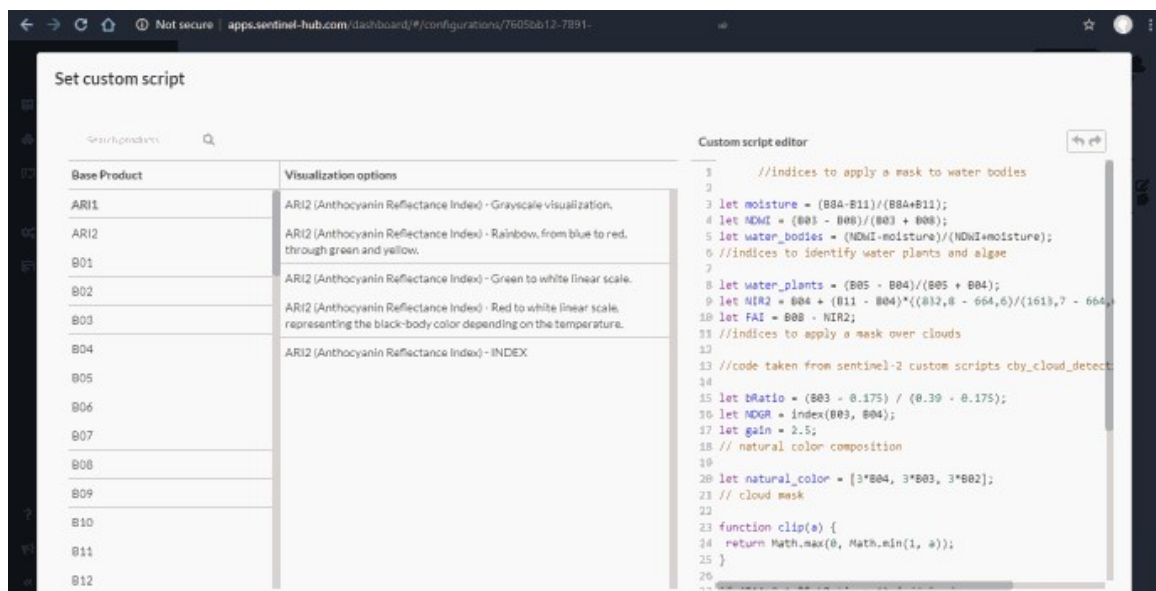 Not secure | apps.sentinel-hub.com/dashboard/#/configurations/7605bb12-7891-
Set custom script
Search products
Base Product
ARI1
ARI2
B01
B02
B03
B04
B05
B06
B07
B08
B09
B10
B11
B12
Visualization options
ARI2 (Anthocyanin Reflectance Index) - Grayscale visualization.
ARI2 (Anthocyanin Reflectance Index) - Rainbow, from blue to red,
through green and yellow.
ARI2 (Anthocyanin Reflectance Index) - Green to white linear scale.
ARI2 (Anthocyanin Reflectance Index) - Red to white linear scale,
representing the black-body color depending on the temperature.
ARI2 (Anthocyanin Reflectance Index) - INDEX
Custom script editor
1 //indices to apply a mask to water bodies
2
3 let moisture = (B8A-B11)/(B8A+B11);
4 let NDWI = (B03 - B08)/(B03 + B08);
5 let water_bodies = (NDWI-moisture)/(NDWI+moisture);
6 //indices to identify water plants and algae
7
8 let water_plants = (B05 - B04)/(B05 + B04);
9 let NIR2 = B04 + (B11 - B04)*((832,8 - 664,6)/(1613,7 - 664,
10 let FAI = B08 - NIR2;
11 //indices to apply a mask over clouds
12
13 //code taken from sentinel-2 custom scripts cby_cloud_detect
14
15 let bRatio = (B03 - 0.175) / (0.39 - 0.175);
16 let NDGR = index(B03, B04);
17 let gain = 2.5;
18 // natural color composition
19
20 let natural_color = [3*B04, 3*B03, 3*B02];
21 // cloud mask
22
23 function clip(a) {
24 return Math.max(0, Math.min(1, a));
25 }
26